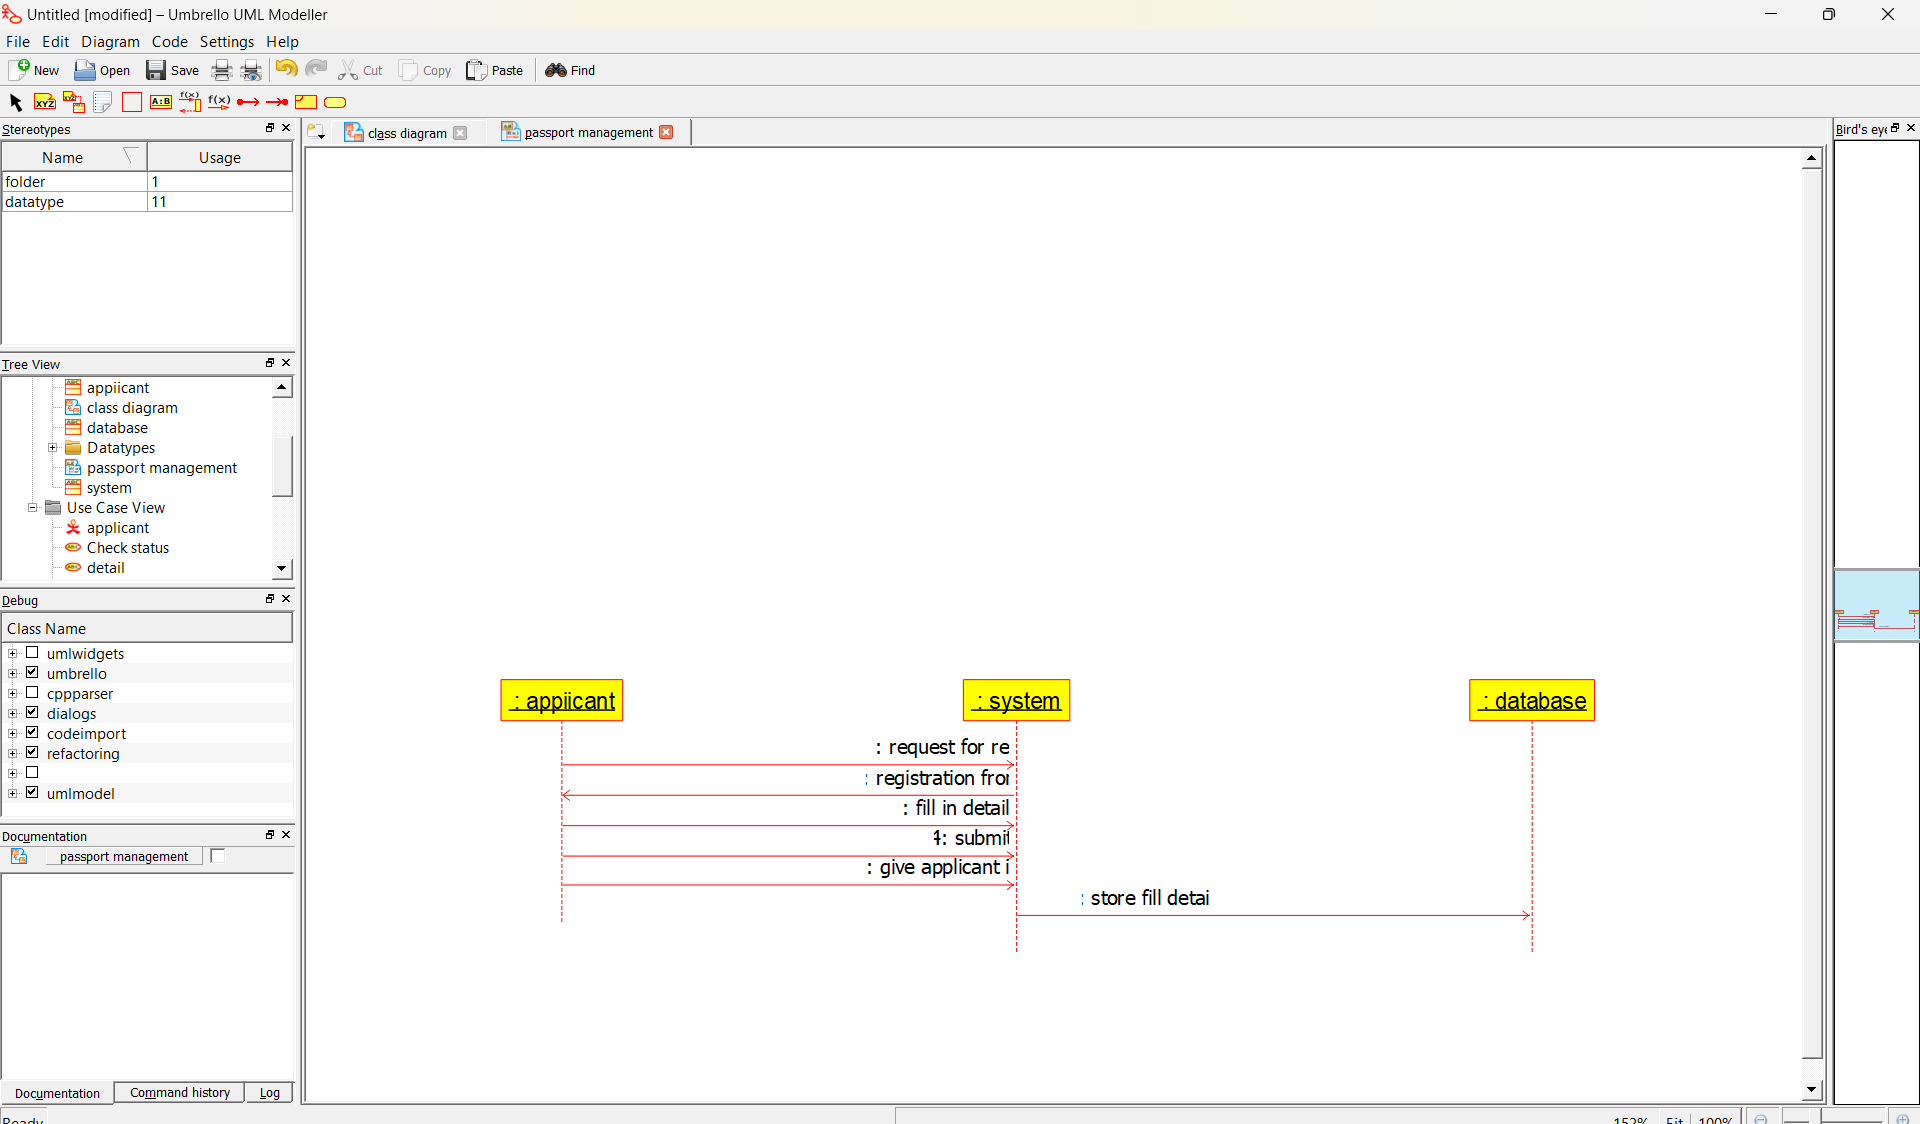 Untitled [modified] – Umbrello UML Modeller
File Edit Diagram Code Settings Help
New Open Save Cut Copy Paste Find
XYZ A:B f(x) f(x)
Stereotypes
Name Usage
folder 1
datatype 11
Tree View
appiicant
class diagram
database
Datatypes
passport management
system
Use Case View
applicant
Check status
detail
Debug
Class Name
umlwidgets
umbrello
cppparser
dialogs
codeimport
refactoring
umlmodel
Documentation
passport management
Documentation Command history Log
Ready
class diagram passport management
: appiicant : system : database
: request for re
: registration fror
: fill in detail
: submit
: give applicant i
: store fill detai
Bird's eye
152% Fit 100%